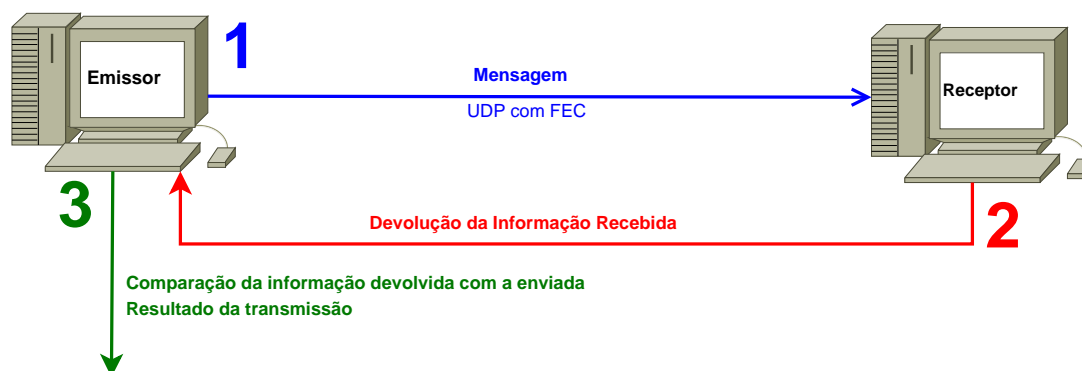 1
Emissor
Mensagem
UDP com FEC
Receptor
3
Devolução da Informação Recebida
2
Comparação da informação devolvida com a enviada
Resultado da transmissão